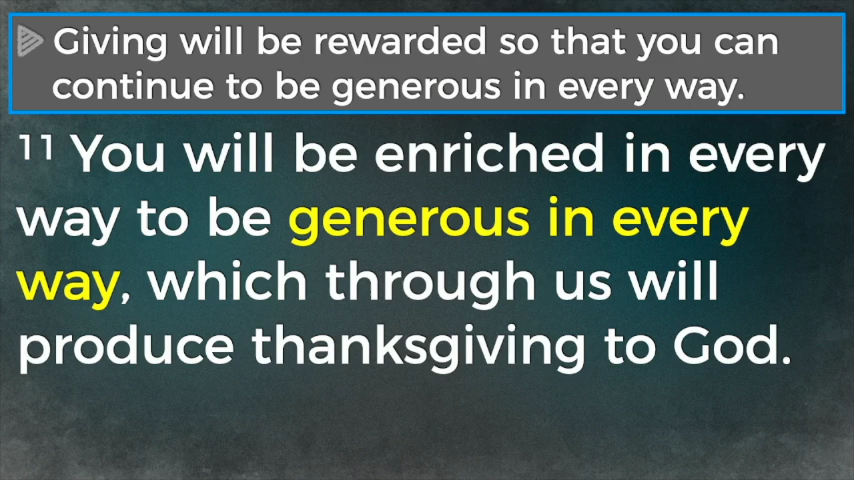 Giving will be rewarded so that you can
continue to be generous in every way.
¹¹ You will be enriched in every
way to be generous in every
way, which through us will
produce thanksgiving to God.